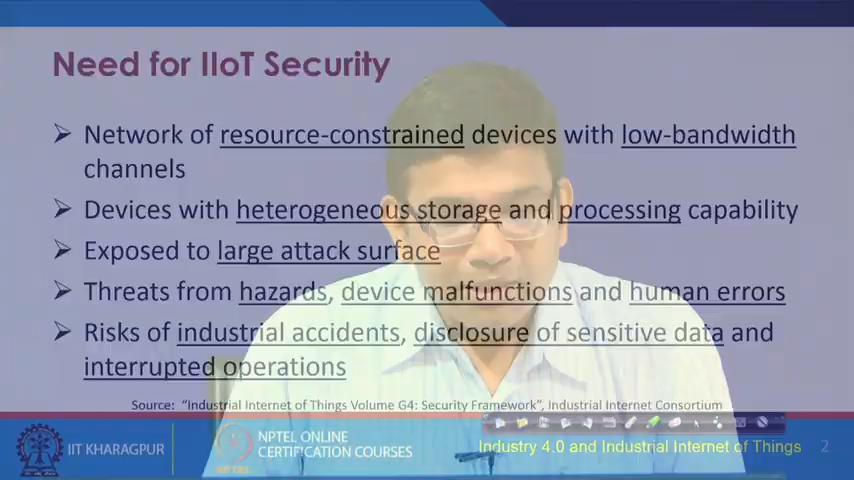 Need for IIoT Security
➢ Network of resource-constrained devices with low-bandwidth
channels
➢ Devices with heterogeneous storage and processing capability
➢ Exposed to large attack surface
➢ Threats from hazards, device malfunctions and human errors
➢ Risks of industrial accidents, disclosure of sensitive data and
interrupted operations
Source: "Industrial Internet of Things Volume G4: Security Framework", Industrial Internet Consortium
IIT KHARAGPUR
NPTEL ONLINE
CERTIFICATION COURSES
NPTEL
Industry 4.0 and Industrial Internet of Things
2